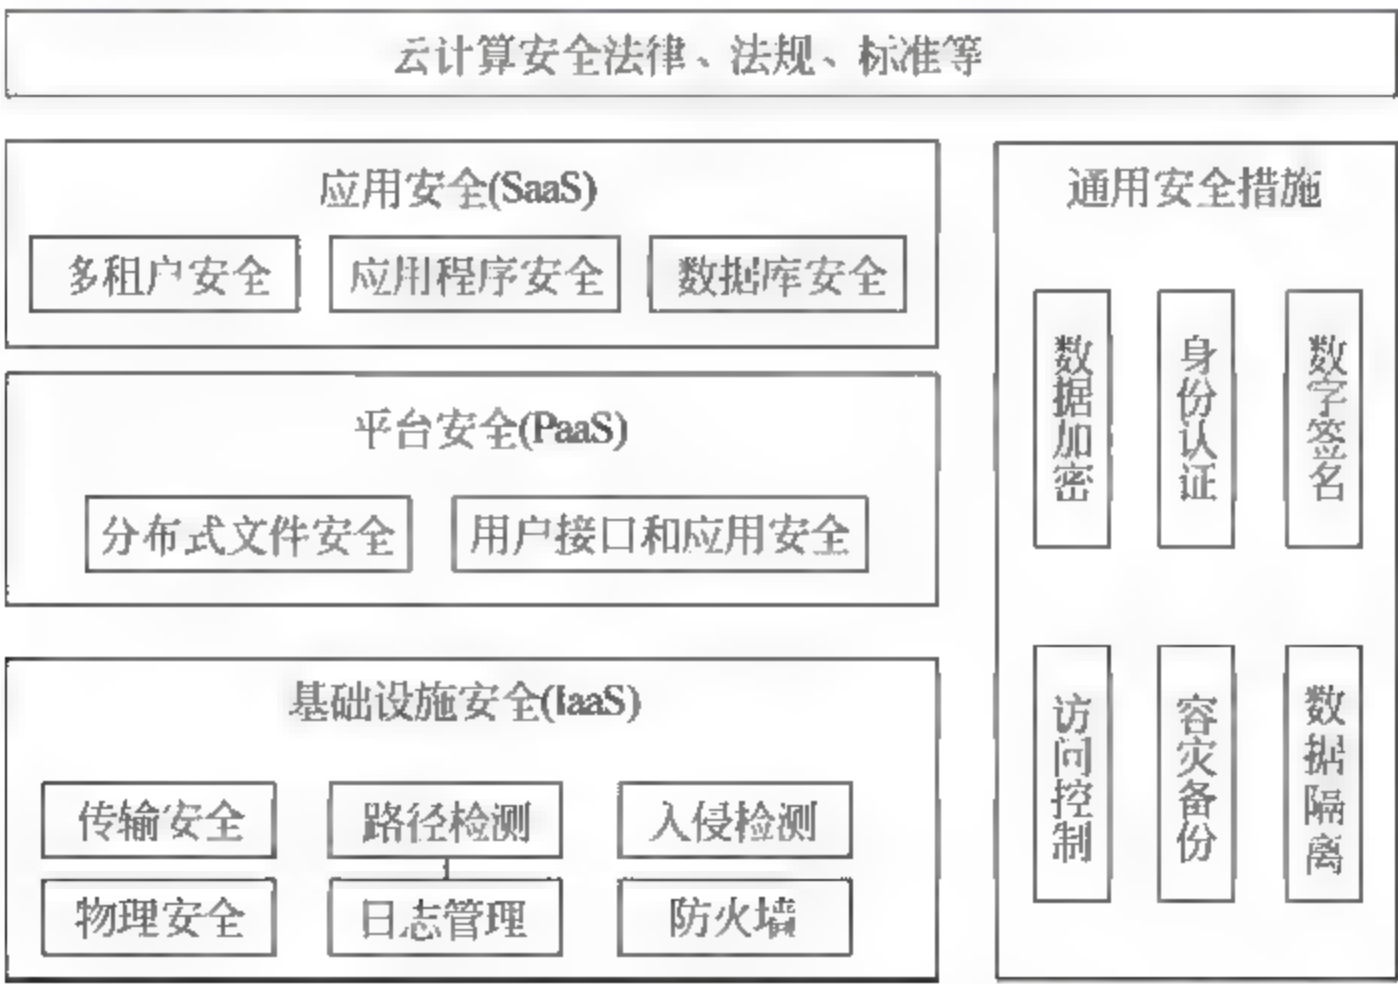 云计算安全法律、法规、标准等
应用安全(SaaS)
多租户安全
应用程序安全
数据库安全
平台安全(PaaS)
分布式文件安全
用户接口和应用安全
基础设施安全(IaaS)
传输安全
路径检测
入侵检测
物理安全
日志管理
防火墙
通用安全措施
数据加密
身份认证
数字签名
访问控制
容灾备份
数据隔离